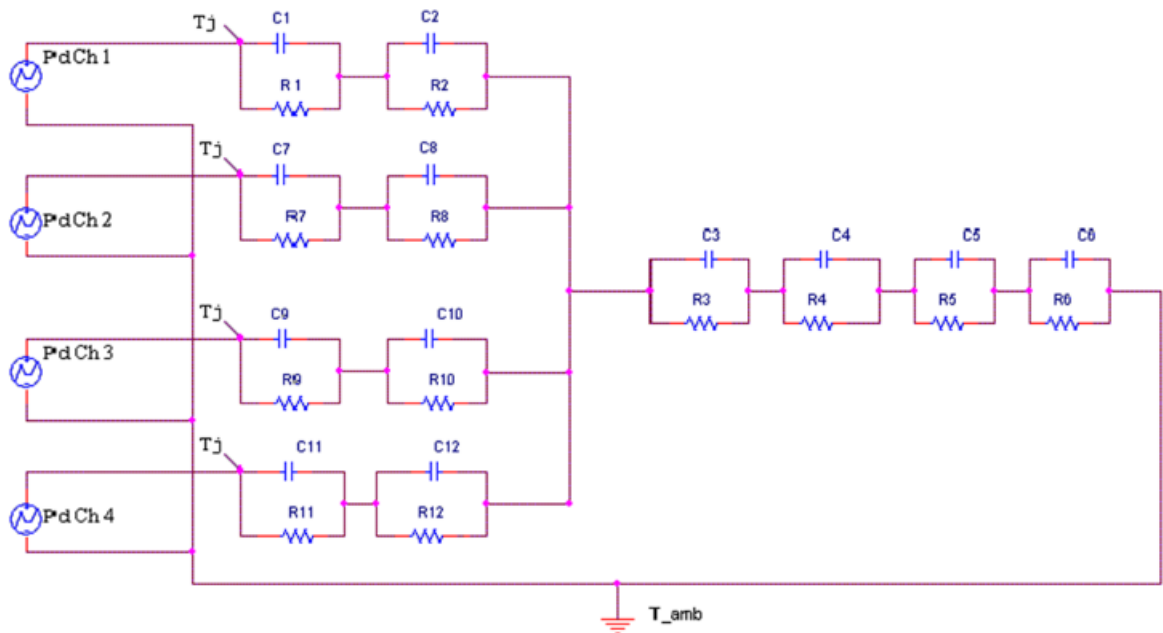 Tj
C1
C2
PdCh1
R1
R2
Tj
C7
C8
PdCh2
R7
R8
C3
C4
C5
C6
R3
R4
R5
R6
Tj
C9
C10
PdCh3
R9
R10
Tj
C11
C12
PdCh4
R11
R12
T_amb